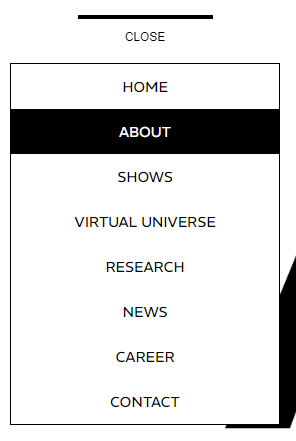 CLOSE
HOME
ABOUT
SHOWS
VIRTUAL UNIVERSE
RESEARCH
NEWS
CAREER
CONTACT